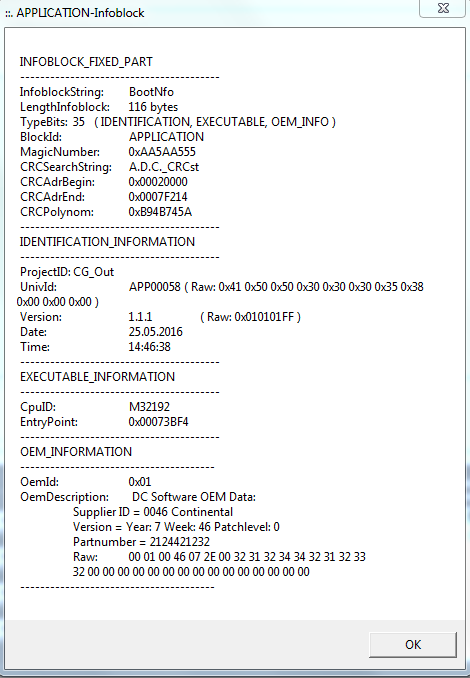 ::. APPLICATION-Infoblock
INFOBLOCK_FIXED_PART
----------------------------------------
InfoblockString: BootNfo
LengthInfoblock: 116 bytes
TypeBits: 35 ( IDENTIFICATION, EXECUTABLE, OEM_INFO )
BlockId: APPLICATION
MagicNumber: 0xAA5AA555
CRCSearchString: A.D.C._CRCst
CRCAdrBegin: 0x00020000
CRCAdrEnd: 0x0007F214
CRCPolynom: 0xB94B745A
----------------------------------------
IDENTIFICATION_INFORMATION
----------------------------------------
ProjectID: CG_Out
UnivId: APP00058 ( Raw: 0x41 0x50 0x50 0x30 0x30 0x30 0x35 0x38
0x00 0x00 0x00 )
Version: 1.1.1 ( Raw: 0x010101FF )
Date: 25.05.2016
Time: 14:46:38
----------------------------------------
EXECUTABLE_INFORMATION
----------------------------------------
CpuID: M32192
EntryPoint: 0x00073BF4
----------------------------------------
OEM_INFORMATION
---------------------------------------
OemId: 0x01
OemDescription: DC Software OEM Data:
Supplier ID = 0046 Continental
Version = Year: 7 Week: 46 Patchlevel: 0
Partnumber = 2124421232
Raw: 00 01 00 46 07 2E 00 32 31 32 34 34 32 31 32 33
32 00 00 00 00 00 00 00 00 00 00 00 00 00 00 00
---------------------------------------
OK